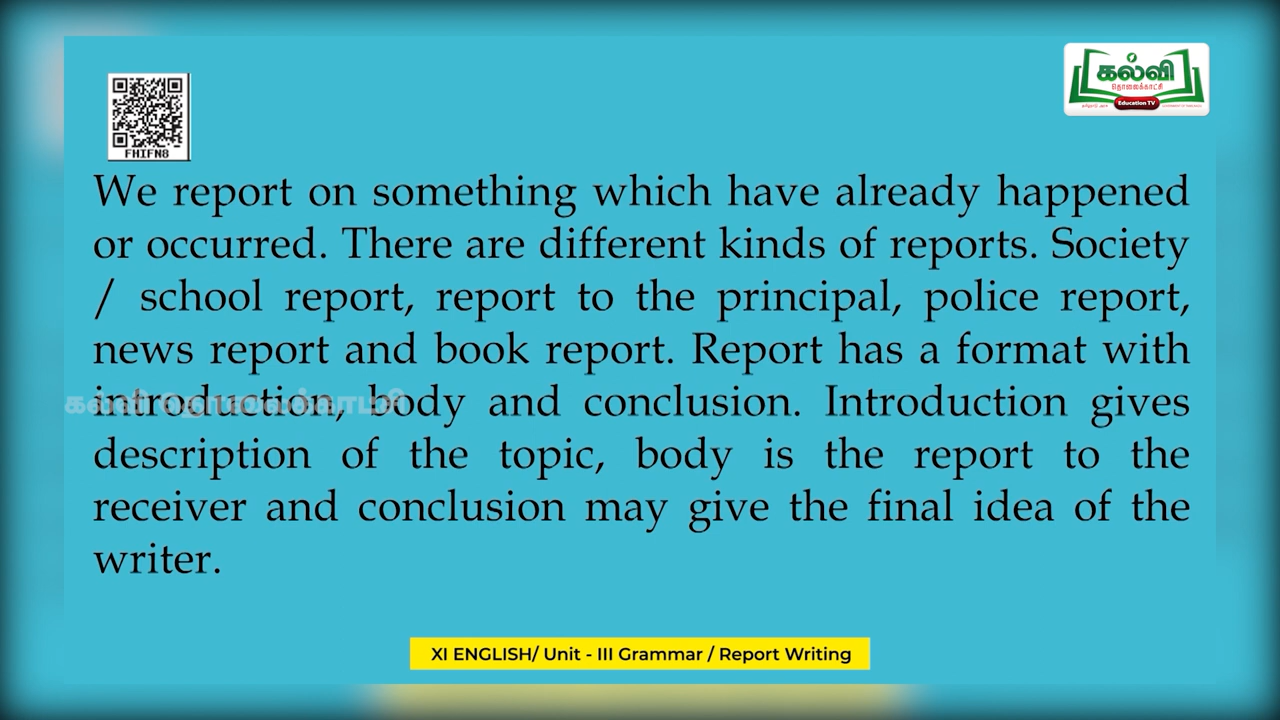 FHIFN8
கல்வி
தொலைக்காட்சி
Education TV
We report on something which have already happened
or occurred. There are different kinds of reports. Society
/ school report, report to the principal, police report,
news report and book report. Report has a format with
introduction, body and conclusion. Introduction gives
கல்வி தொலைக்காட்சி
description of the topic, body is the report to the
receiver and conclusion may give the final idea of the
writer.
XI ENGLISH/ Unit - III Grammar / Report Writing